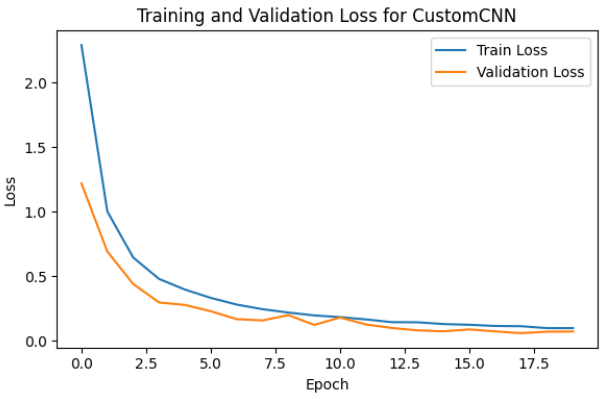 Training and Validation Loss for CustomCNN
Train Loss
Validation Loss
2.0
1.5
1.0
0.5
0.0
Loss
0.0 2.5 5.0 7.5 10.0 12.5 15.0 17.5
Epoch